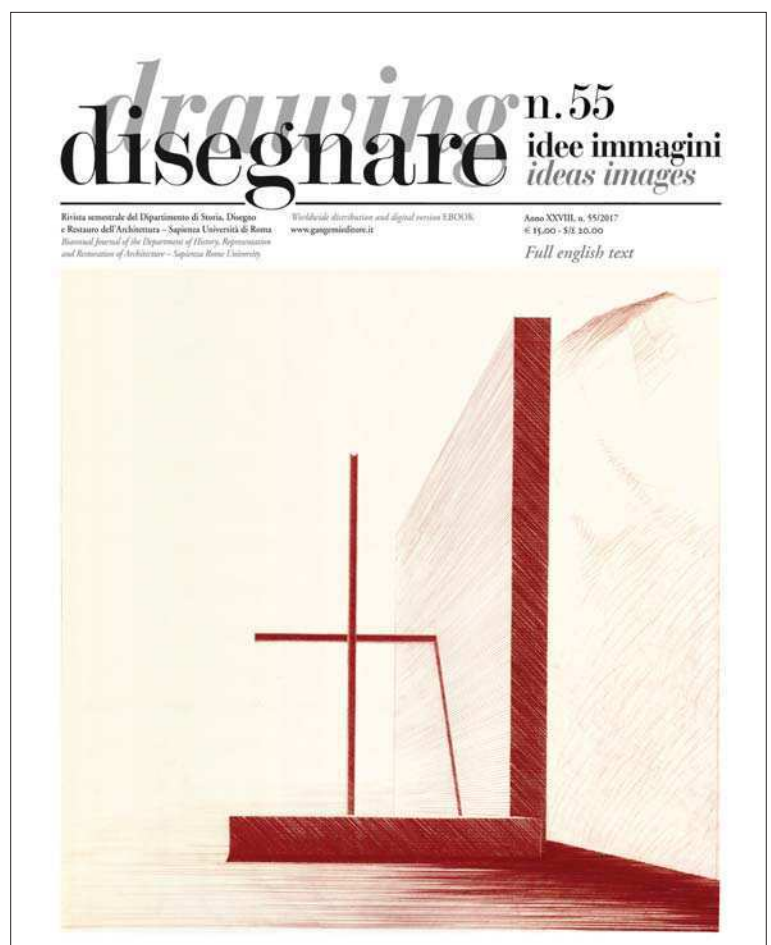 drawing
disegnare
n. 55
idee immagini
ideas images
Rivista semestrale del Dipartimento di Storia, Disegno
e Restauro dell'Architettura – Sapienza Università di Roma
Biannual Journal of the Department of History, Representation
and Restoration of Architecture – Sapienza Rome University
Worldwide distribution and digital version EBOOK
www.gangemieditore.it
Anno XXVIII, n. 55/2017
€ 15,00 - $/£ 20.00
Full english text